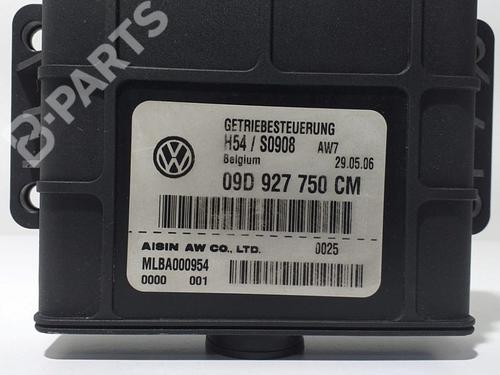 B-PARTS
GETRIEBESTEUERUNG
H54 / S0908 AW7
Belgium 29.05.06
09D 927 750 CM
AISIN AW CO., LTD. 0025
MLBA000954
0000 001